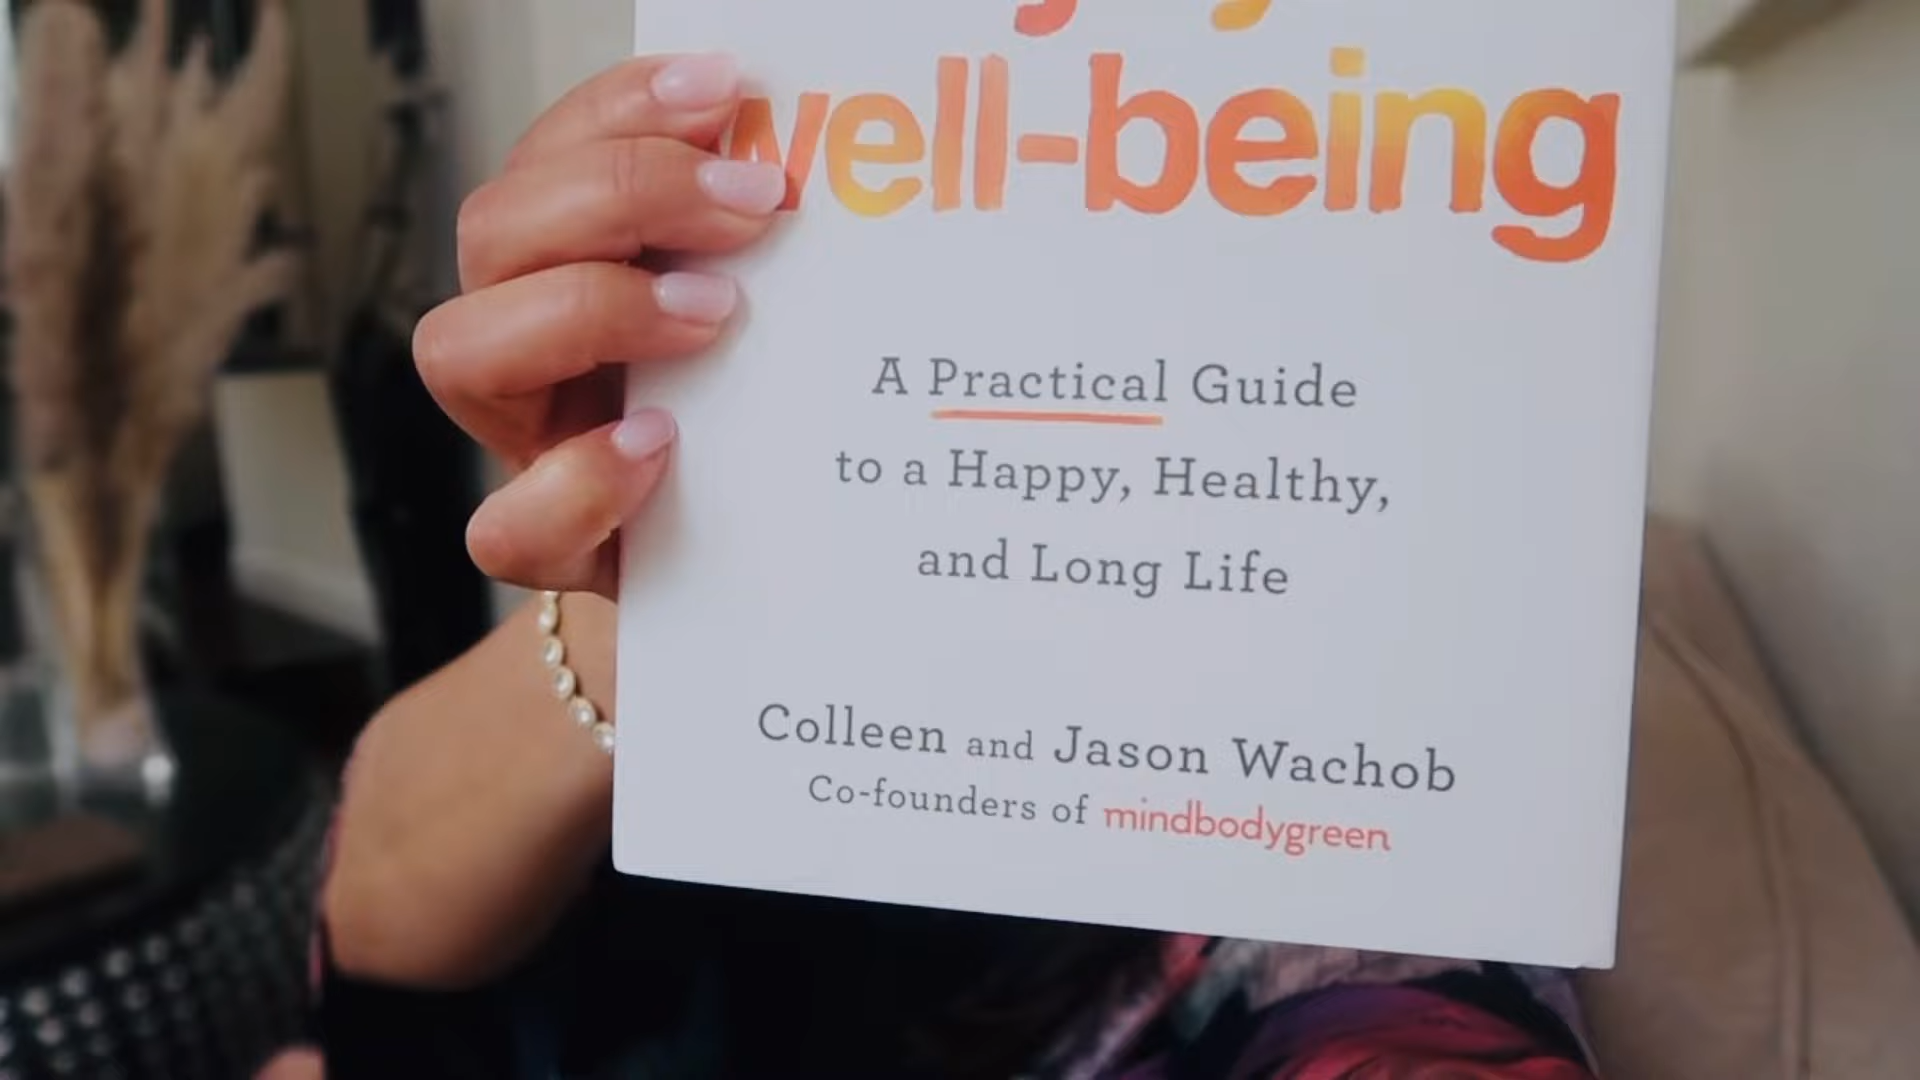 well-being
A Practical Guide
to a Happy, Healthy,
and Long Life
Colleen and Jason Wachob
Co-founders of mindbodygreen